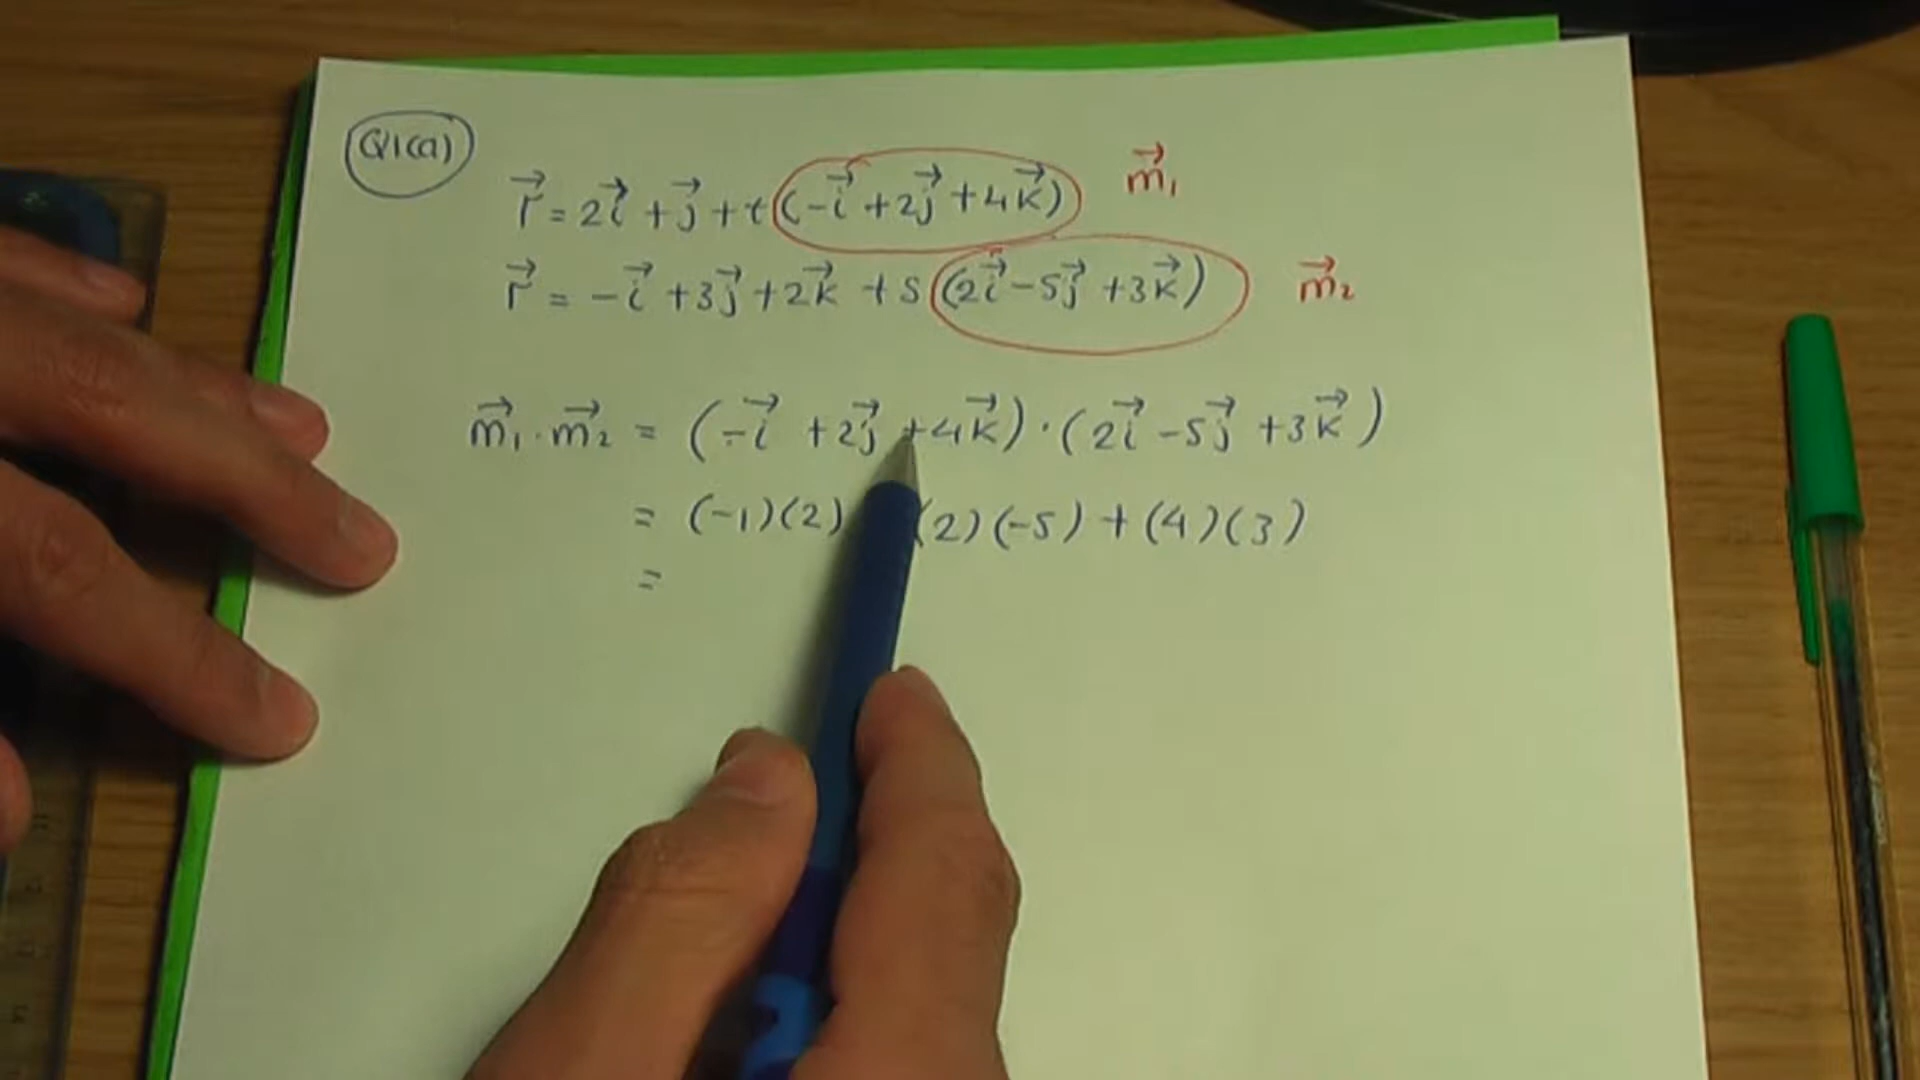 Q1(a)
r⃗ = 2i⃗ + j⃗ + t(-i⃗ + 2j⃗ + 4k⃗) m⃗₁
r⃗ = -i⃗ + 3j⃗ + 2k⃗ + s(2i⃗ - 5j⃗ + 3k⃗) m⃗₂
m⃗₁ · m⃗₂ = (-i⃗ + 2j⃗ + 4k⃗) · (2i⃗ - 5j⃗ + 3k⃗)
= (-1)(2) (2)(-5) + (4)(3)
=